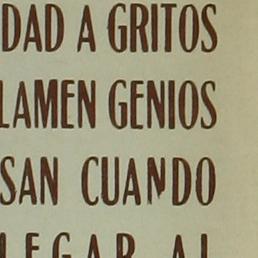 DAD A GRITOS
LAMEN GENIOS
SAN CUANDO
LEGAR AL